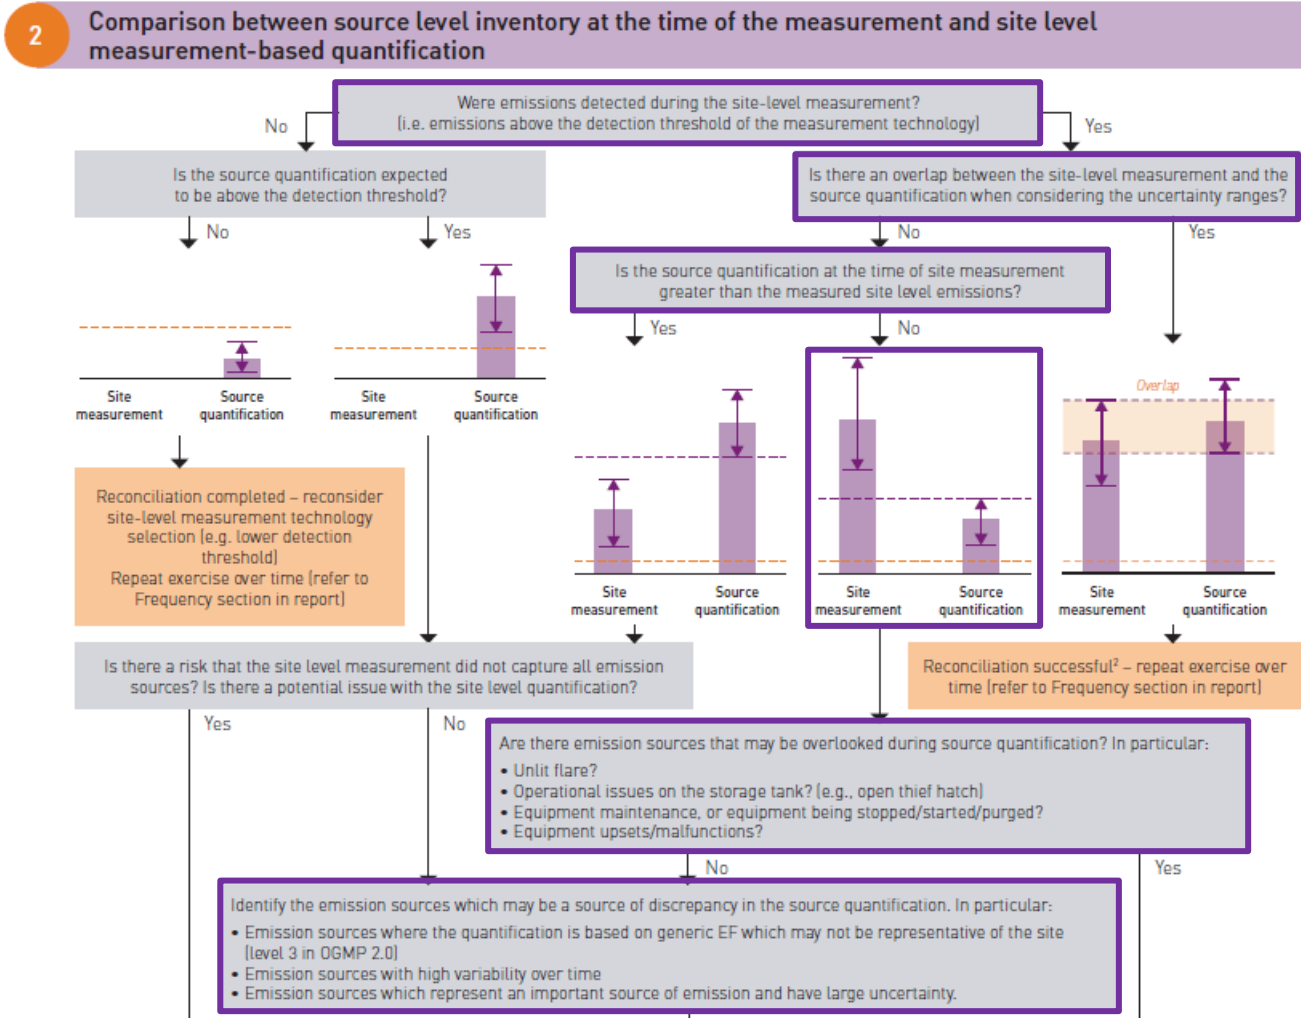 2
Comparison between source level inventory at the time of the measurement and site level
measurement-based quantification
Were emissions detected during the site-level measurement?
(i.e. emissions above the detection threshold of the measurement technology)
No
Yes
Is the source quantification expected
to be above the detection threshold?
Is there an overlap between the site-level measurement and the
source quantification when considering the uncertainty ranges?
No
Yes
No
Yes
Is the source quantification at the time of site measurement
greater than the measured site level emissions?
Yes
No
Site
measurement
Source
quantification
Site
measurement
Source
quantification
Overlap
Site
measurement
Source
quantification
Site
measurement
Source
quantification
Site
measurement
Source
quantification
Reconciliation completed – reconsider
site-level measurement technology
selection (e.g. lower detection
threshold)
Repeat exercise over time (refer to
Frequency section in report)
Is there a risk that the site level measurement did not capture all emission
sources? Is there a potential issue with the site level quantification?
Reconciliation successful² – repeat exercise over
time (refer to Frequency section in report)
Yes
No
Are there emission sources that may be overlooked during source quantification? In particular:
• Unlit flare?
• Operational issues on the storage tank? (e.g., open thief hatch)
• Equipment maintenance, or equipment being stopped/started/purged?
• Equipment upsets/malfunctions?
No
Yes
Identify the emission sources which may be a source of discrepancy in the source quantification. In particular:
• Emission sources where the quantification is based on generic EF which may not be representative of the site
(level 3 in OGMP 2.0)
• Emission sources with high variability over time
• Emission sources which represent an important source of emission and have large uncertainty.